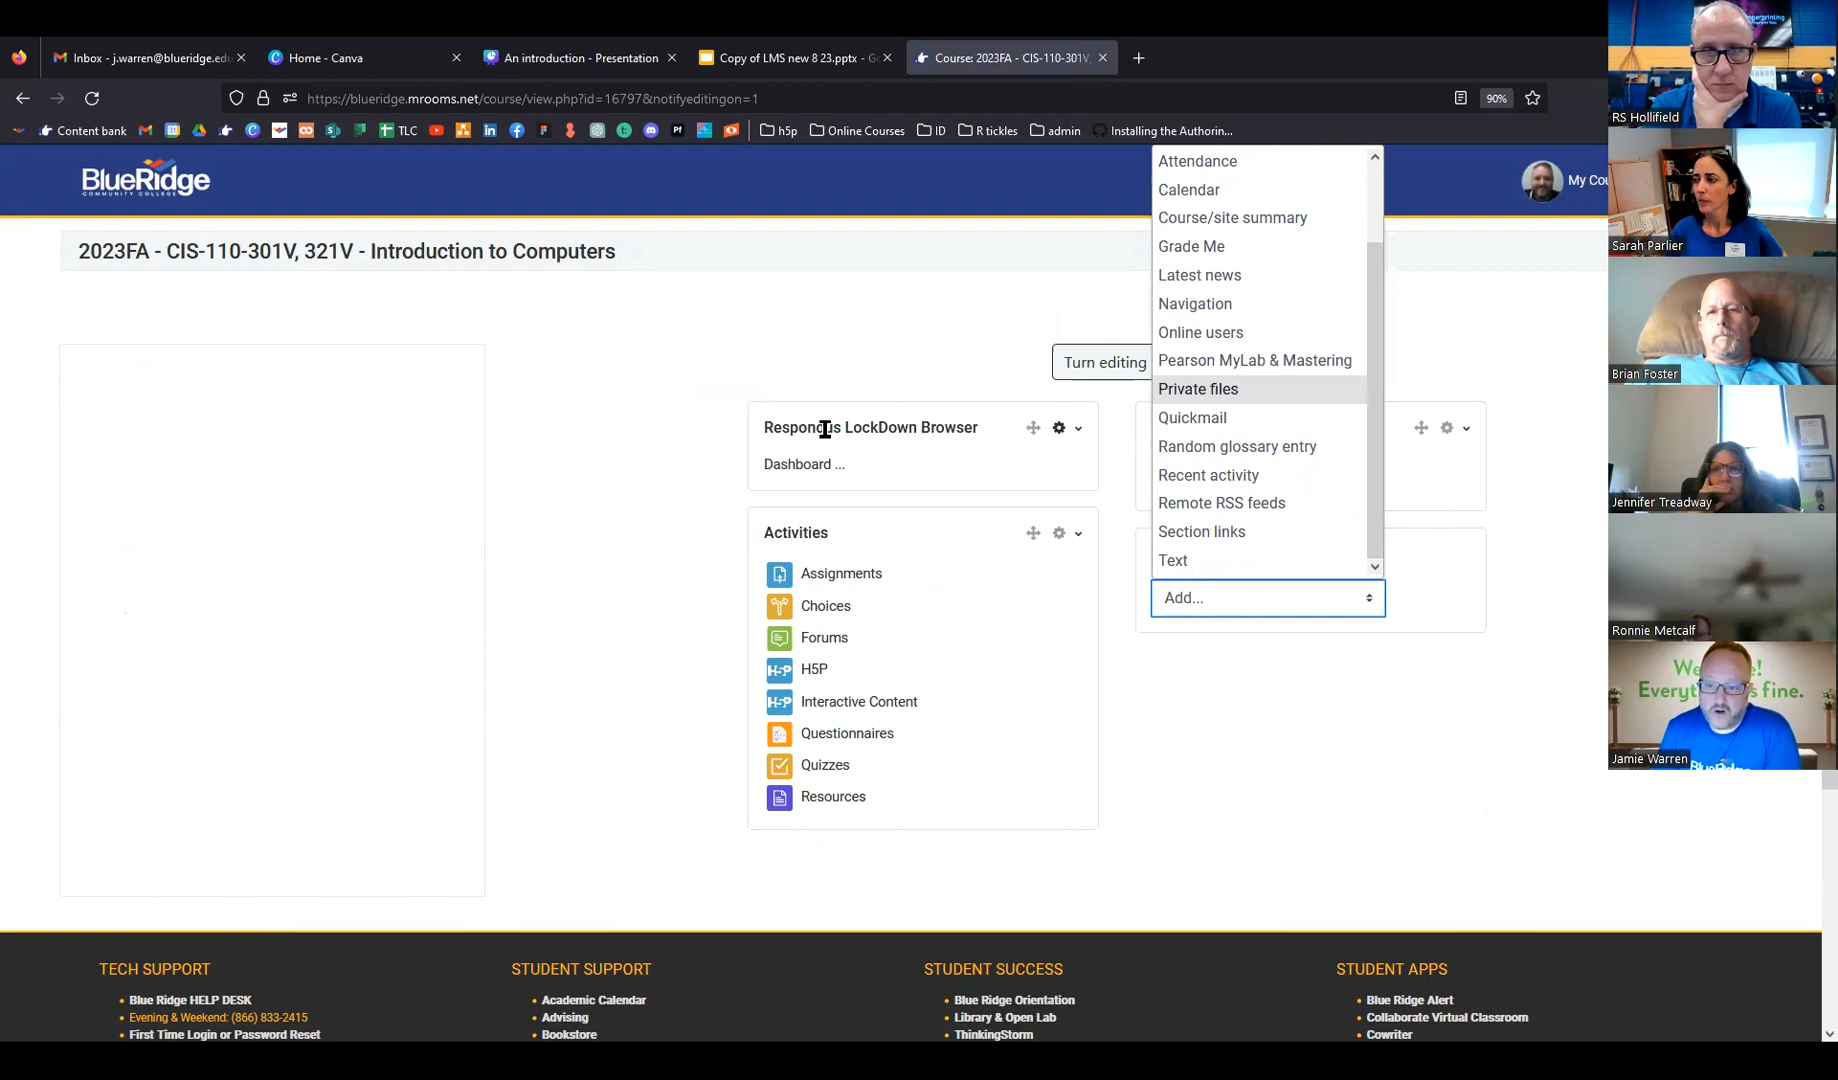 Inbox - j.warren@blueridge.edu
Home - Canva
An introduction - Presentation
Copy of LMS new 8 23.pptx - Go
Course: 2023FA - CIS-110-301V,
https://blueridge.mrooms.net/course/view.php?id=16797&notifyeditingon=1
90%
Content bank
TLC
h5p
Online Courses
ID
R tickles
admin
Installing the Authorin...
BlueRidge
COMMUNITY COLLEGE
My Cou
2023FA - CIS-110-301V, 321V - Introduction to Computers
Turn editing
Respondus LockDown Browser
Dashboard ...
Activities
Assignments
Choices
Forums
H5P
H5P
Interactive Content
H5P
Questionnaires
Quizzes
Resources
Attendance
Calendar
Course/site summary
Grade Me
Latest news
Navigation
Online users
Pearson MyLab & Mastering
Private files
Quickmail
Random glossary entry
Recent activity
Remote RSS feeds
Section links
Text
Add...
TECH SUPPORT
Blue Ridge HELP DESK
Evening & Weekend: (866) 833-2415
First Time Login or Password Reset
STUDENT SUPPORT
Academic Calendar
Advising
Bookstore
STUDENT SUCCESS
Blue Ridge Orientation
Library & Open Lab
ThinkingStorm
STUDENT APPS
Blue Ridge Alert
Collaborate Virtual Classroom
Cowriter
RS Hollifield
Sarah Parlier
Brian Foster
Jennifer Treadway
Ronnie Metcalf
Everyth s fine.
BlueRidge
Jamie Warren